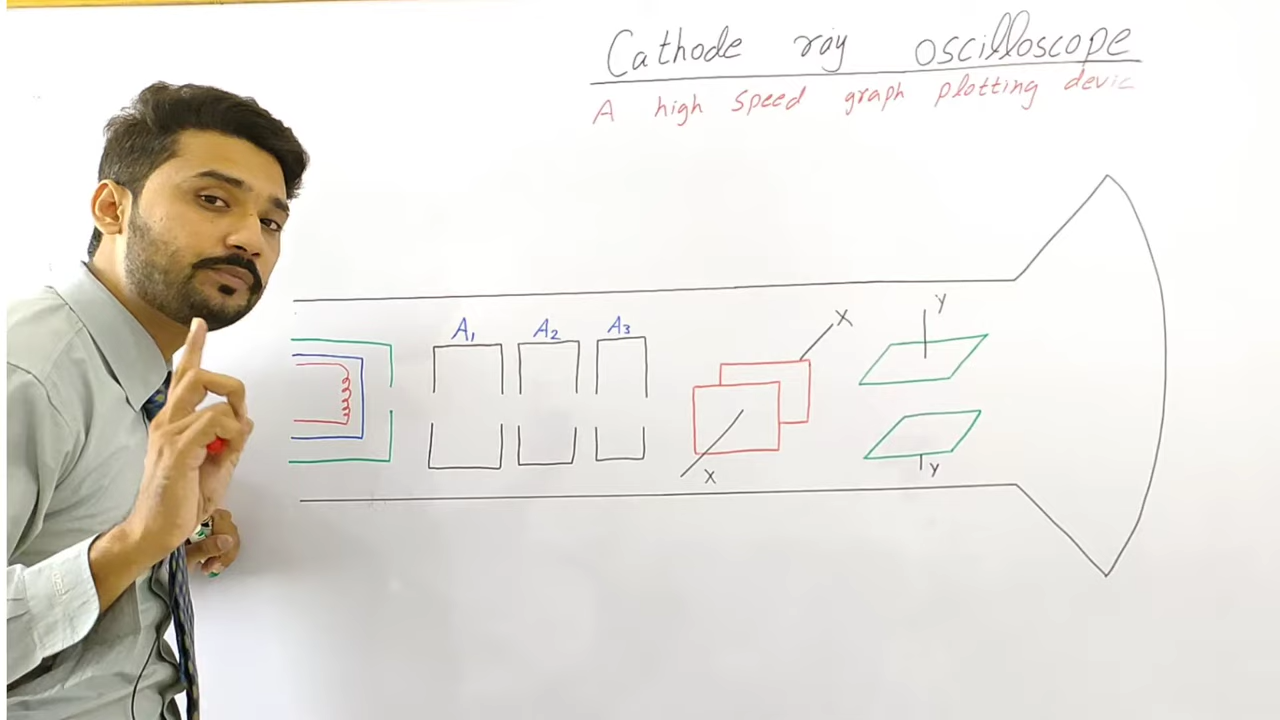 Cathode ray oscilloscope
A high speed graph plotting devic
A1 A2 A3
X
y
X
y